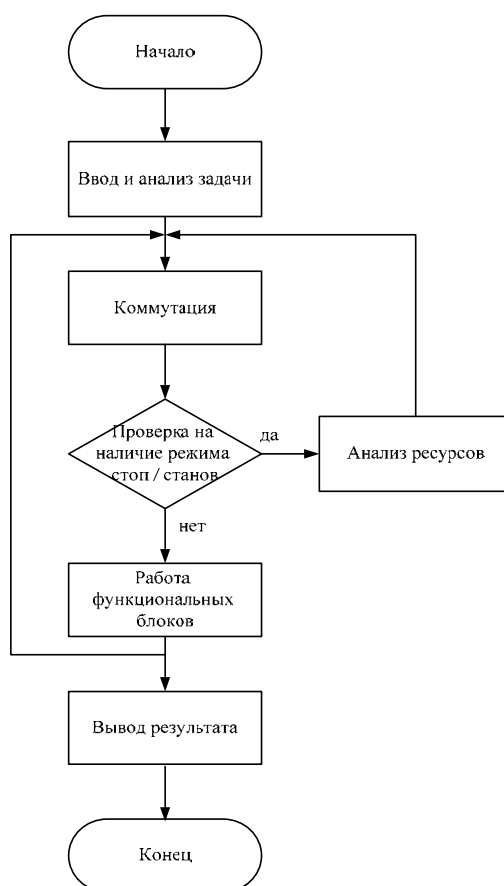 Начало
Ввод и анализ задачи
Коммутация
Проверка на
наличие режима
стоп / станов
да
Анализ ресурсов
нет
Работа
функциональных
блоков
Вывод результата
Конец